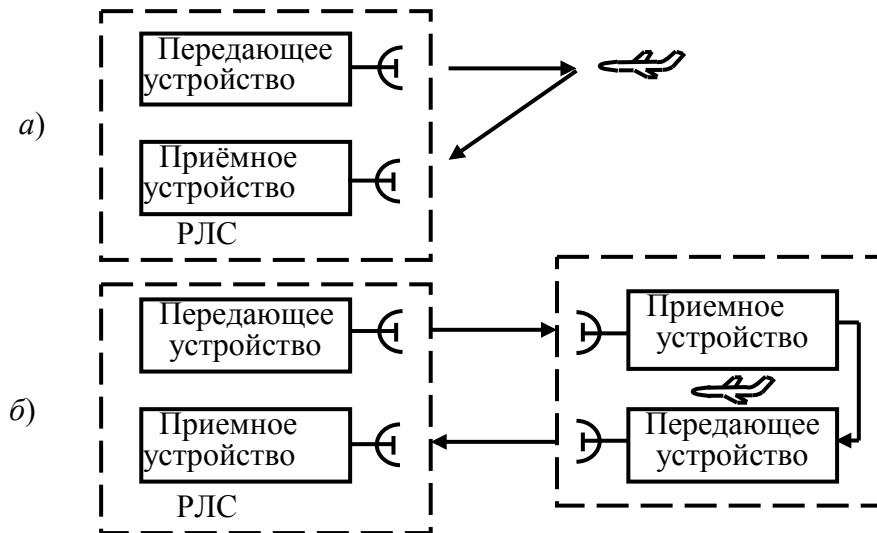 Передающее
устройство
а)
Приёмное
устройство
РЛС
Передающее
устройство
Приемное
устройство
б)
Приемное
устройство
Передающее
устройство
РЛС